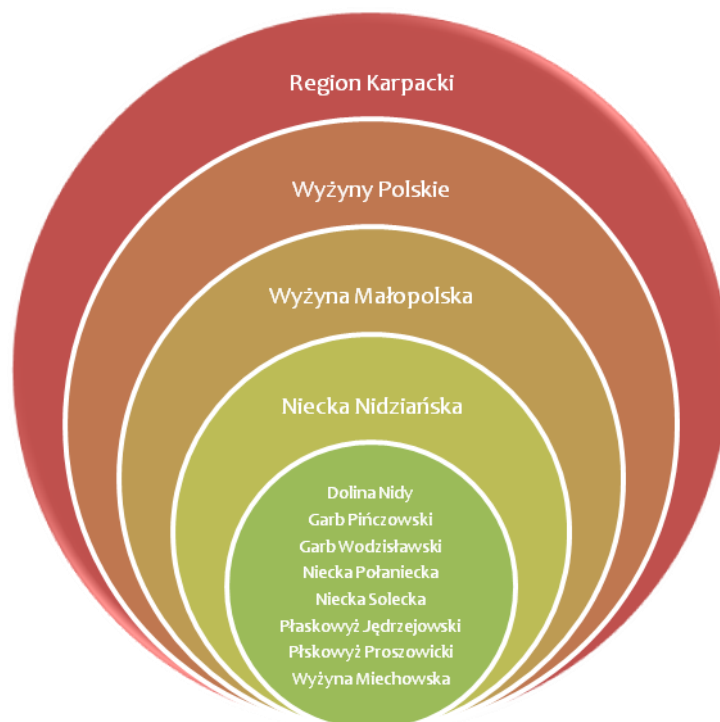 Region Karpacki
Wyżyny Polskie
Wyżyna Małopolska
Niecka Nidziańska
Dolina Nidy
Garb Pińczowski
Garb Wodzisławski
Niecka Połaniecka
Niecka Solecka
Płaskowyż Jędrzejowski
Płskowyż Proszowicki
Wyżyna Miechowska